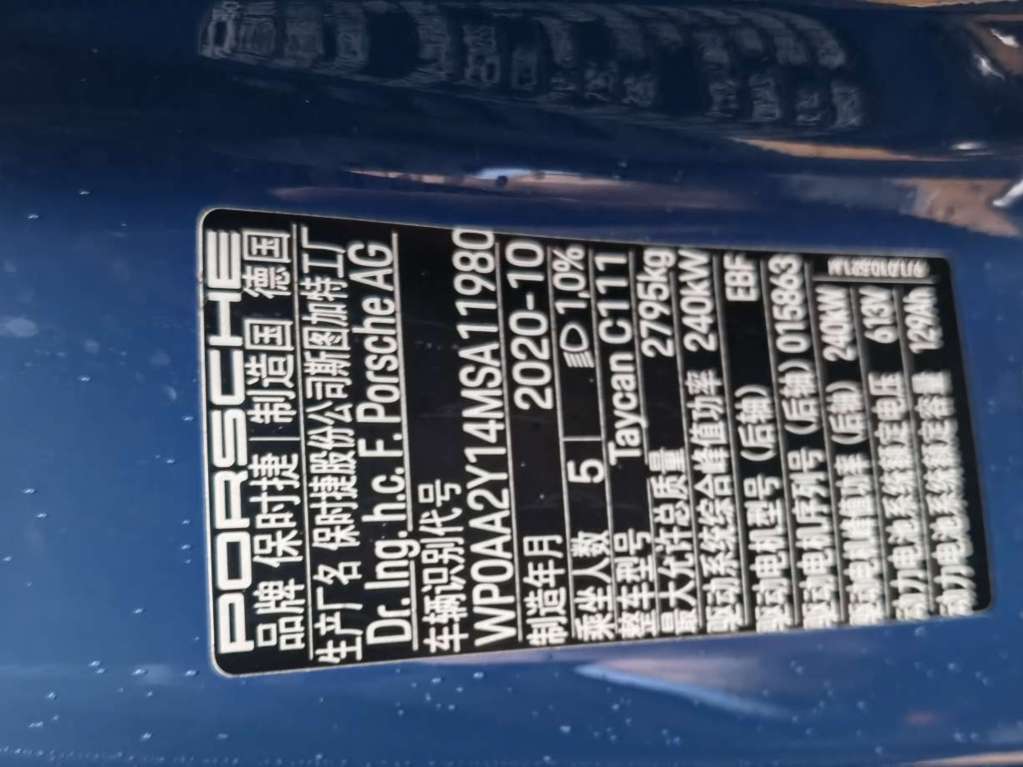 PORSCHE
品牌 保时捷 制造国 德国
生产厂名 保时捷股份公司斯图加特工厂
Dr. Ing. h.c. F. Porsche AG
车辆识别代号
WP0AA2Y14MSA11980
制造年月 2020-10
乘坐人数 5 1,0%
整车型号 Taycan C111
最大允许总质量 2795kg
驱动系统综合峰值功率 240kW
驱动电机型号 (后轴) EBF
驱动电机序列号 (后轴) 015863
驱动电机峰值功率 (后轴) 240kW
动力电池系统额定电压 613V
动力电池系统额定容量 129Ah